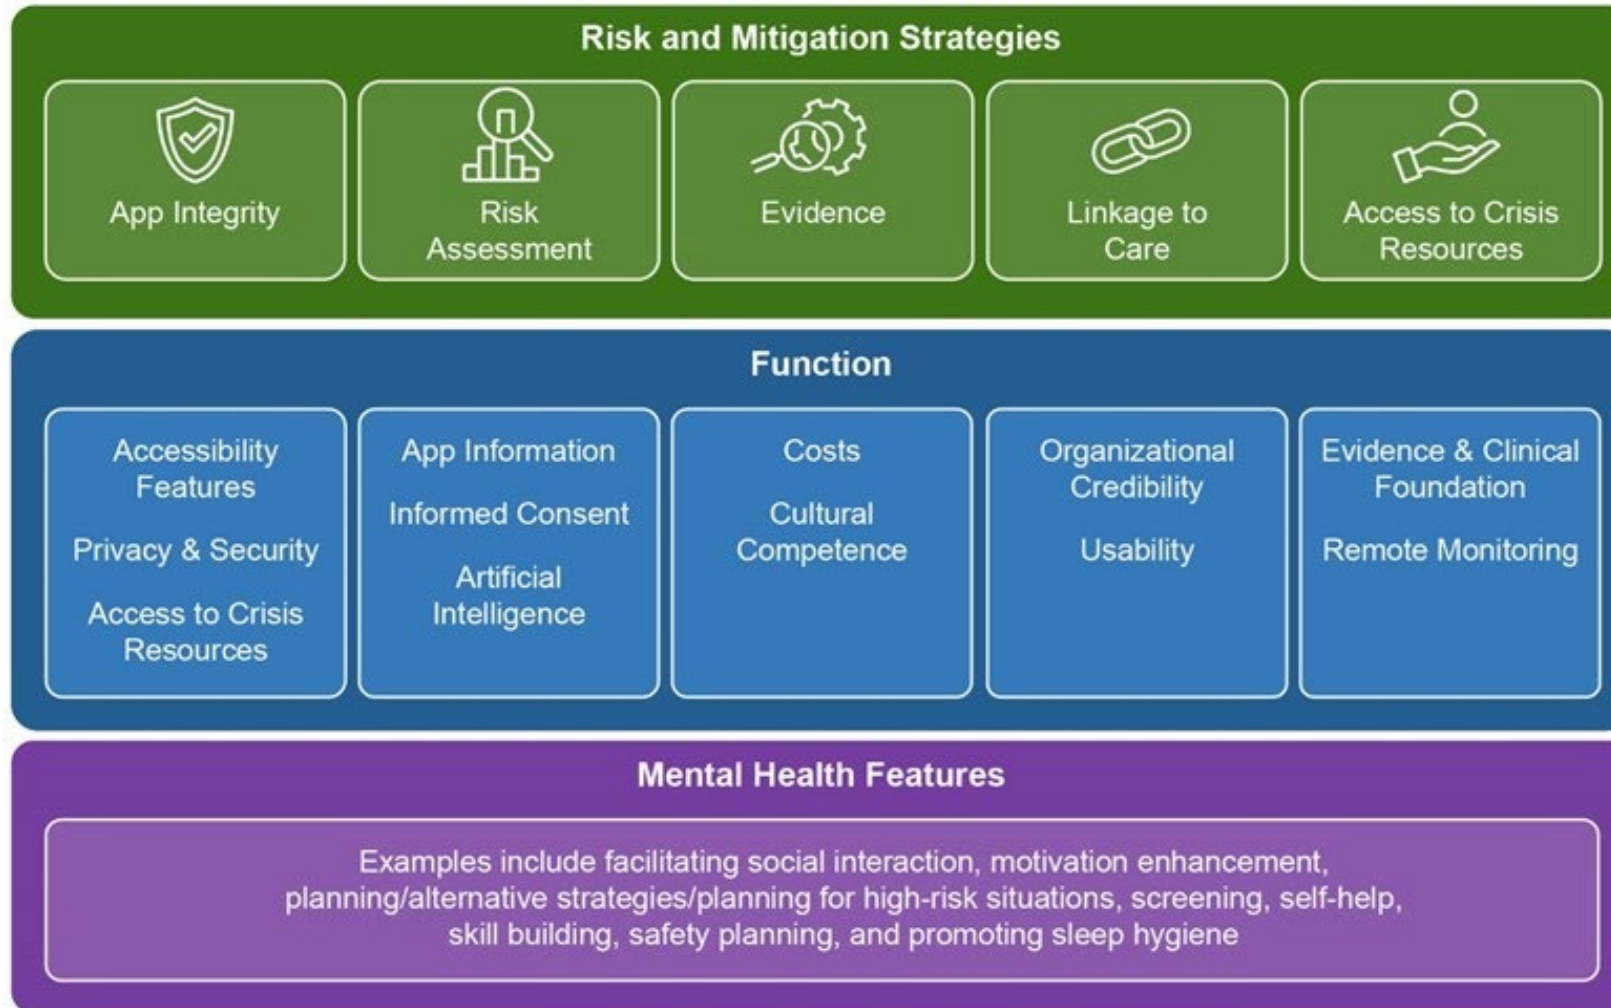 Risk and Mitigation Strategies
App Integrity
Risk
Assessment
Evidence
Linkage to
Care
Access to Crisis
Resources
Function
Accessibility
Features
Privacy & Security
Access to Crisis
Resources
App Information
Informed Consent
Artificial
Intelligence
Costs
Cultural
Competence
Organizational
Credibility
Usability
Evidence & Clinical
Foundation
Remote Monitoring
Mental Health Features
Examples include facilitating social interaction, motivation enhancement,
planning/alternative strategies/planning for high-risk situations, screening, self-help,
skill building, safety planning, and promoting sleep hygiene